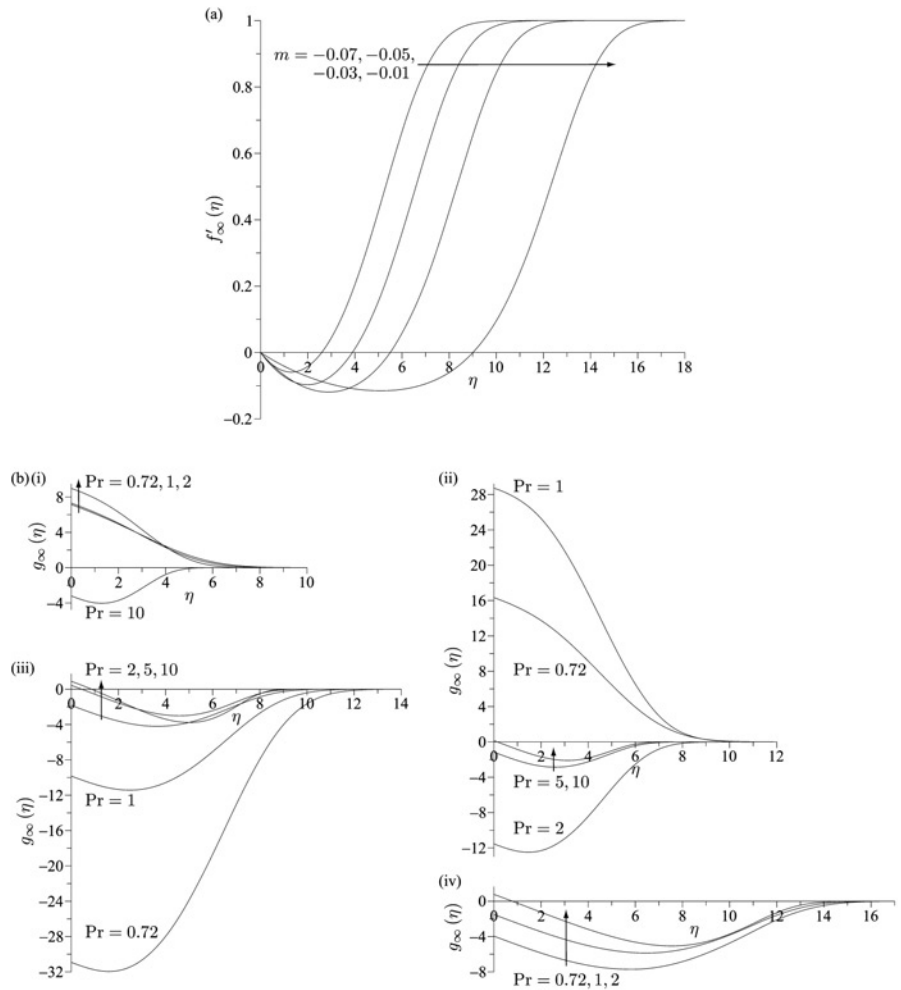 (a)
1
0.8
0.6
0.4
0.2
0
−0.2
f′∞ (η)
m = −0.07, −0.05,
−0.03, −0.01
0 2 4 6 8 10 12 14 16 18
η
(b)(i)
Pr = 0.72, 1, 2
8
4
0
−4
g∞ (η)
0 2 4 6 8 10
η
Pr = 10
(ii)
28
24
20
16
12
8
4
0
−4
−8
−12
g∞ (η)
Pr = 1
Pr = 0.72
0 2 4 6 8 10 12
η
Pr = 5, 10
Pr = 2
(iii)
Pr = 2, 5, 10
0
−4
−8
−12
−16
−20
−24
−28
−32
g∞ (η)
2 4 6 8 10 12 14
η
Pr = 1
Pr = 0.72
(iv)
0
−4
−8
g∞ (η)
0 2 4 6 8 10 12 14 16
η
Pr = 0.72, 1, 2